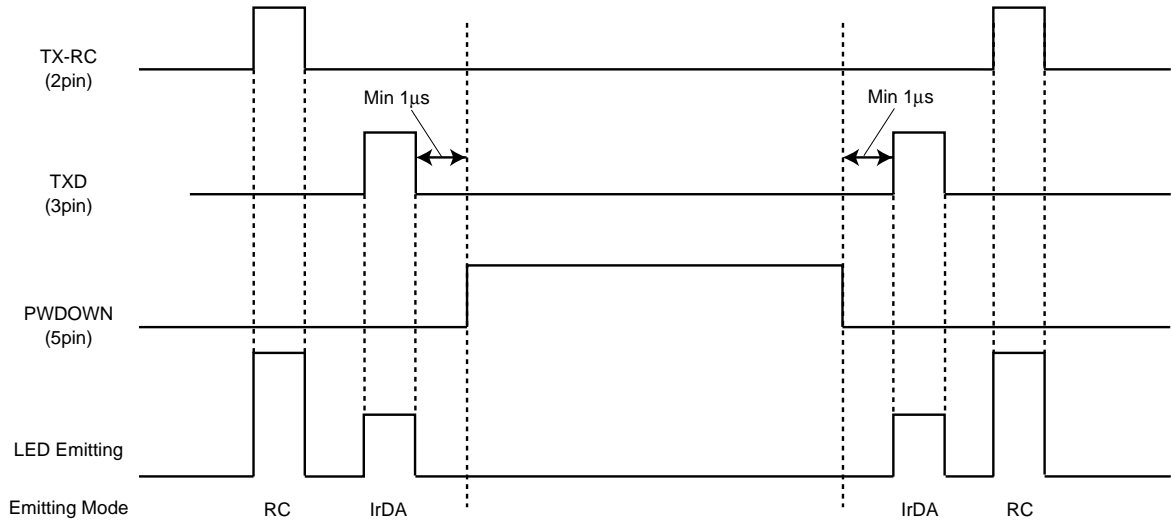 TX-RC
(2pin)
Min 1μs
Min 1μs
TXD
(3pin)
PWDOWN
(5pin)
LED Emitting
Emitting Mode
RC
IrDA
IrDA
RC